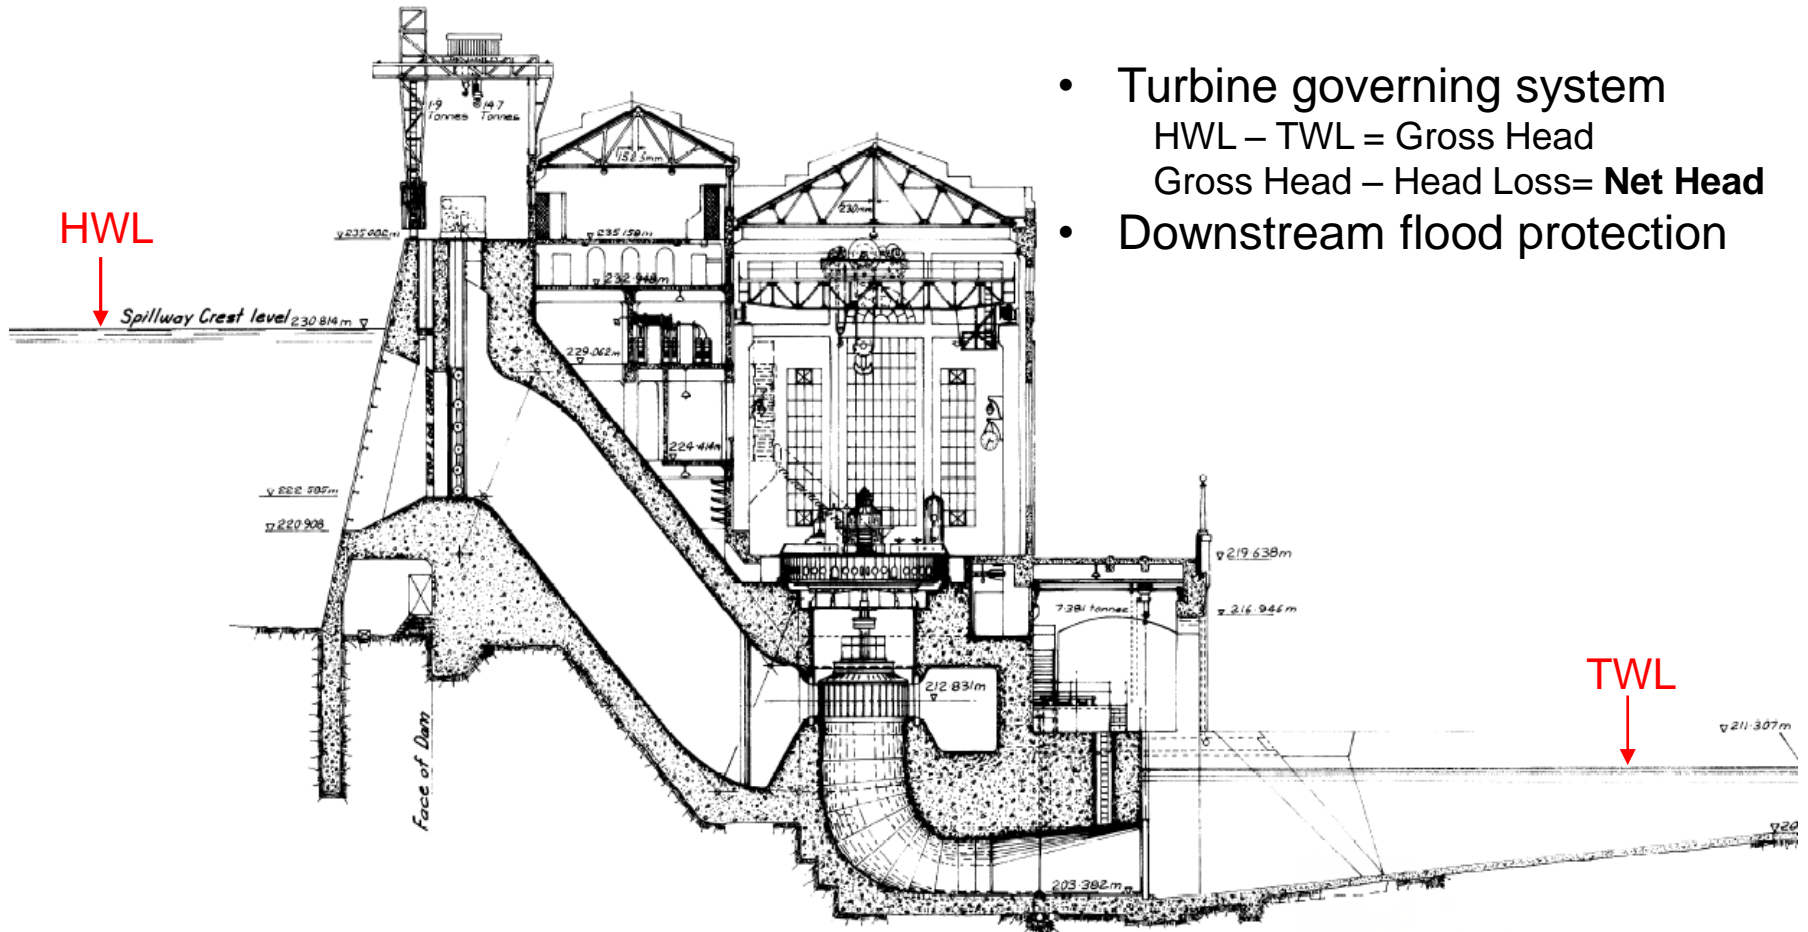 • Turbine governing system
HWL – TWL = Gross Head
Gross Head – Head Loss= Net Head
• Downstream flood protection
1·9 Tonnes
14·7 Tonnes
1525mm
230mm
HWL
235·002m
235·158m
232·948m
Spillway Crest level 230·814m
229·062m
224·414m
222·585m
220·908
219·638m
7·381 tonnes
216·946m
212·831m
TWL
211·307m
Face of Dam
203·382m